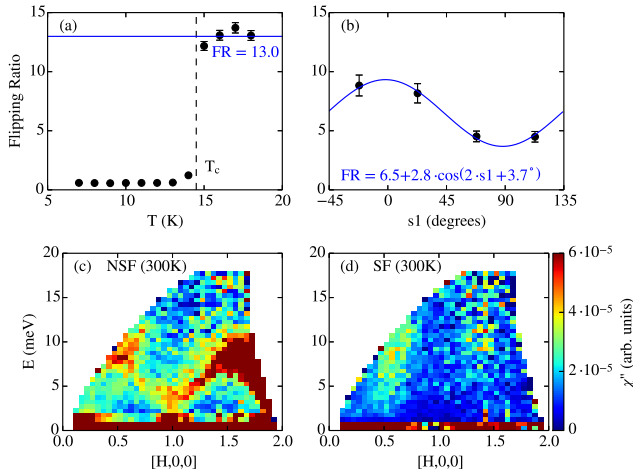 (a)
FR = 13.0
T_c
Flipping Ratio
0 5 10 15
5 10 15 20
T (K)
(b)
FR = 6.5+2.8·cos(2·s1+3.7°)
0 5 10 15
−45 0 45 90 135
s1 (degrees)
(c) NSF (300K)
E (meV)
0 5 10 15 20
0.0 0.5 1.0 1.5 2.0
[H,0,0]
(d) SF (300K)
0 5 10 15 20
0.0 0.5 1.0 1.5 2.0
[H,0,0]
6·10⁻⁵
4·10⁻⁵
2·10⁻⁵
0
χ" (arb. units)